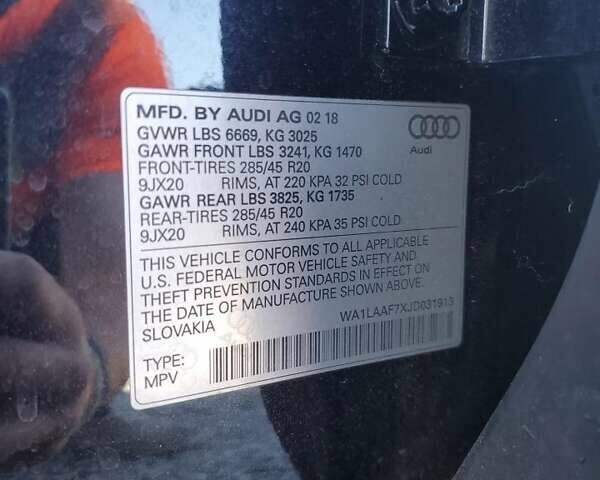 MFD. BY AUDI AG 02 18
GVWR LBS 6669, KG 3025
GAWR FRONT LBS 3241, KG 1470
FRONT-TIRES 285/45 R20
9JX20 RIMS, AT 220 KPA 32 PSI COLD
GAWR REAR LBS 3825, KG 1735
REAR-TIRES 285/45 R20
9JX20 RIMS, AT 240 KPA 35 PSI COLD
Audi
THIS VEHICLE CONFORMS TO ALL APPLICABLE
U.S. FEDERAL MOTOR VEHICLE SAFETY AND
THEFT PREVENTION STANDARDS IN EFFECT ON
THE DATE OF MANUFACTURE SHOWN ABOVE.
SLOVAKIA
WA1LAAF7XJD031913
TYPE:
MPV